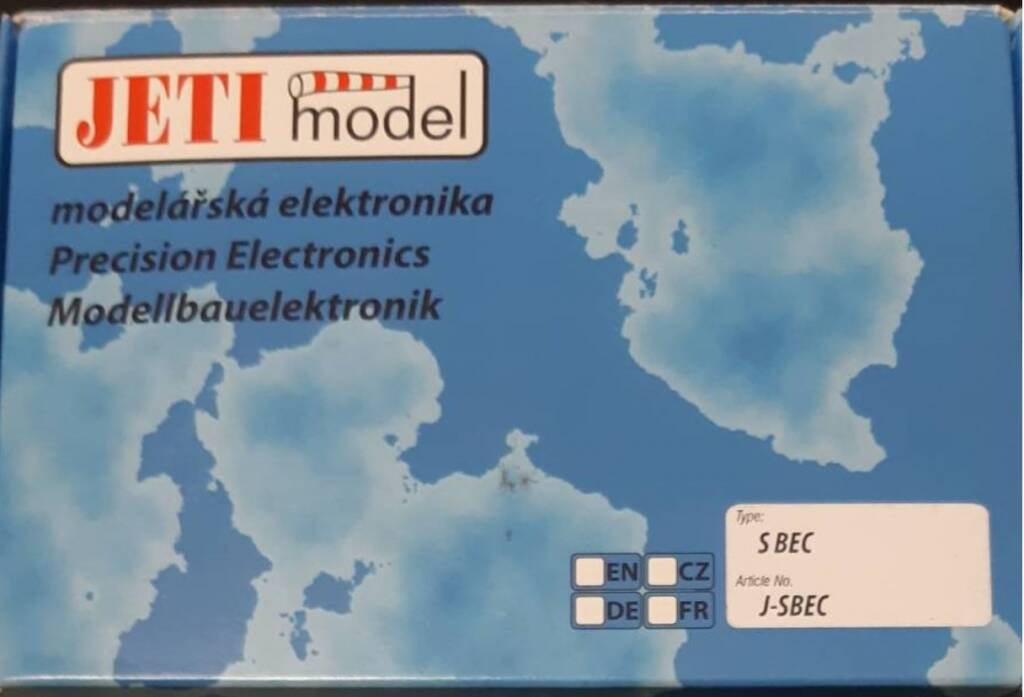 JETI model
modelářská elektronika
Precision Electronics
Modellbauelektronik
Type:
S BEC
EN CZ
Article No.
DE FR
J-SBEC